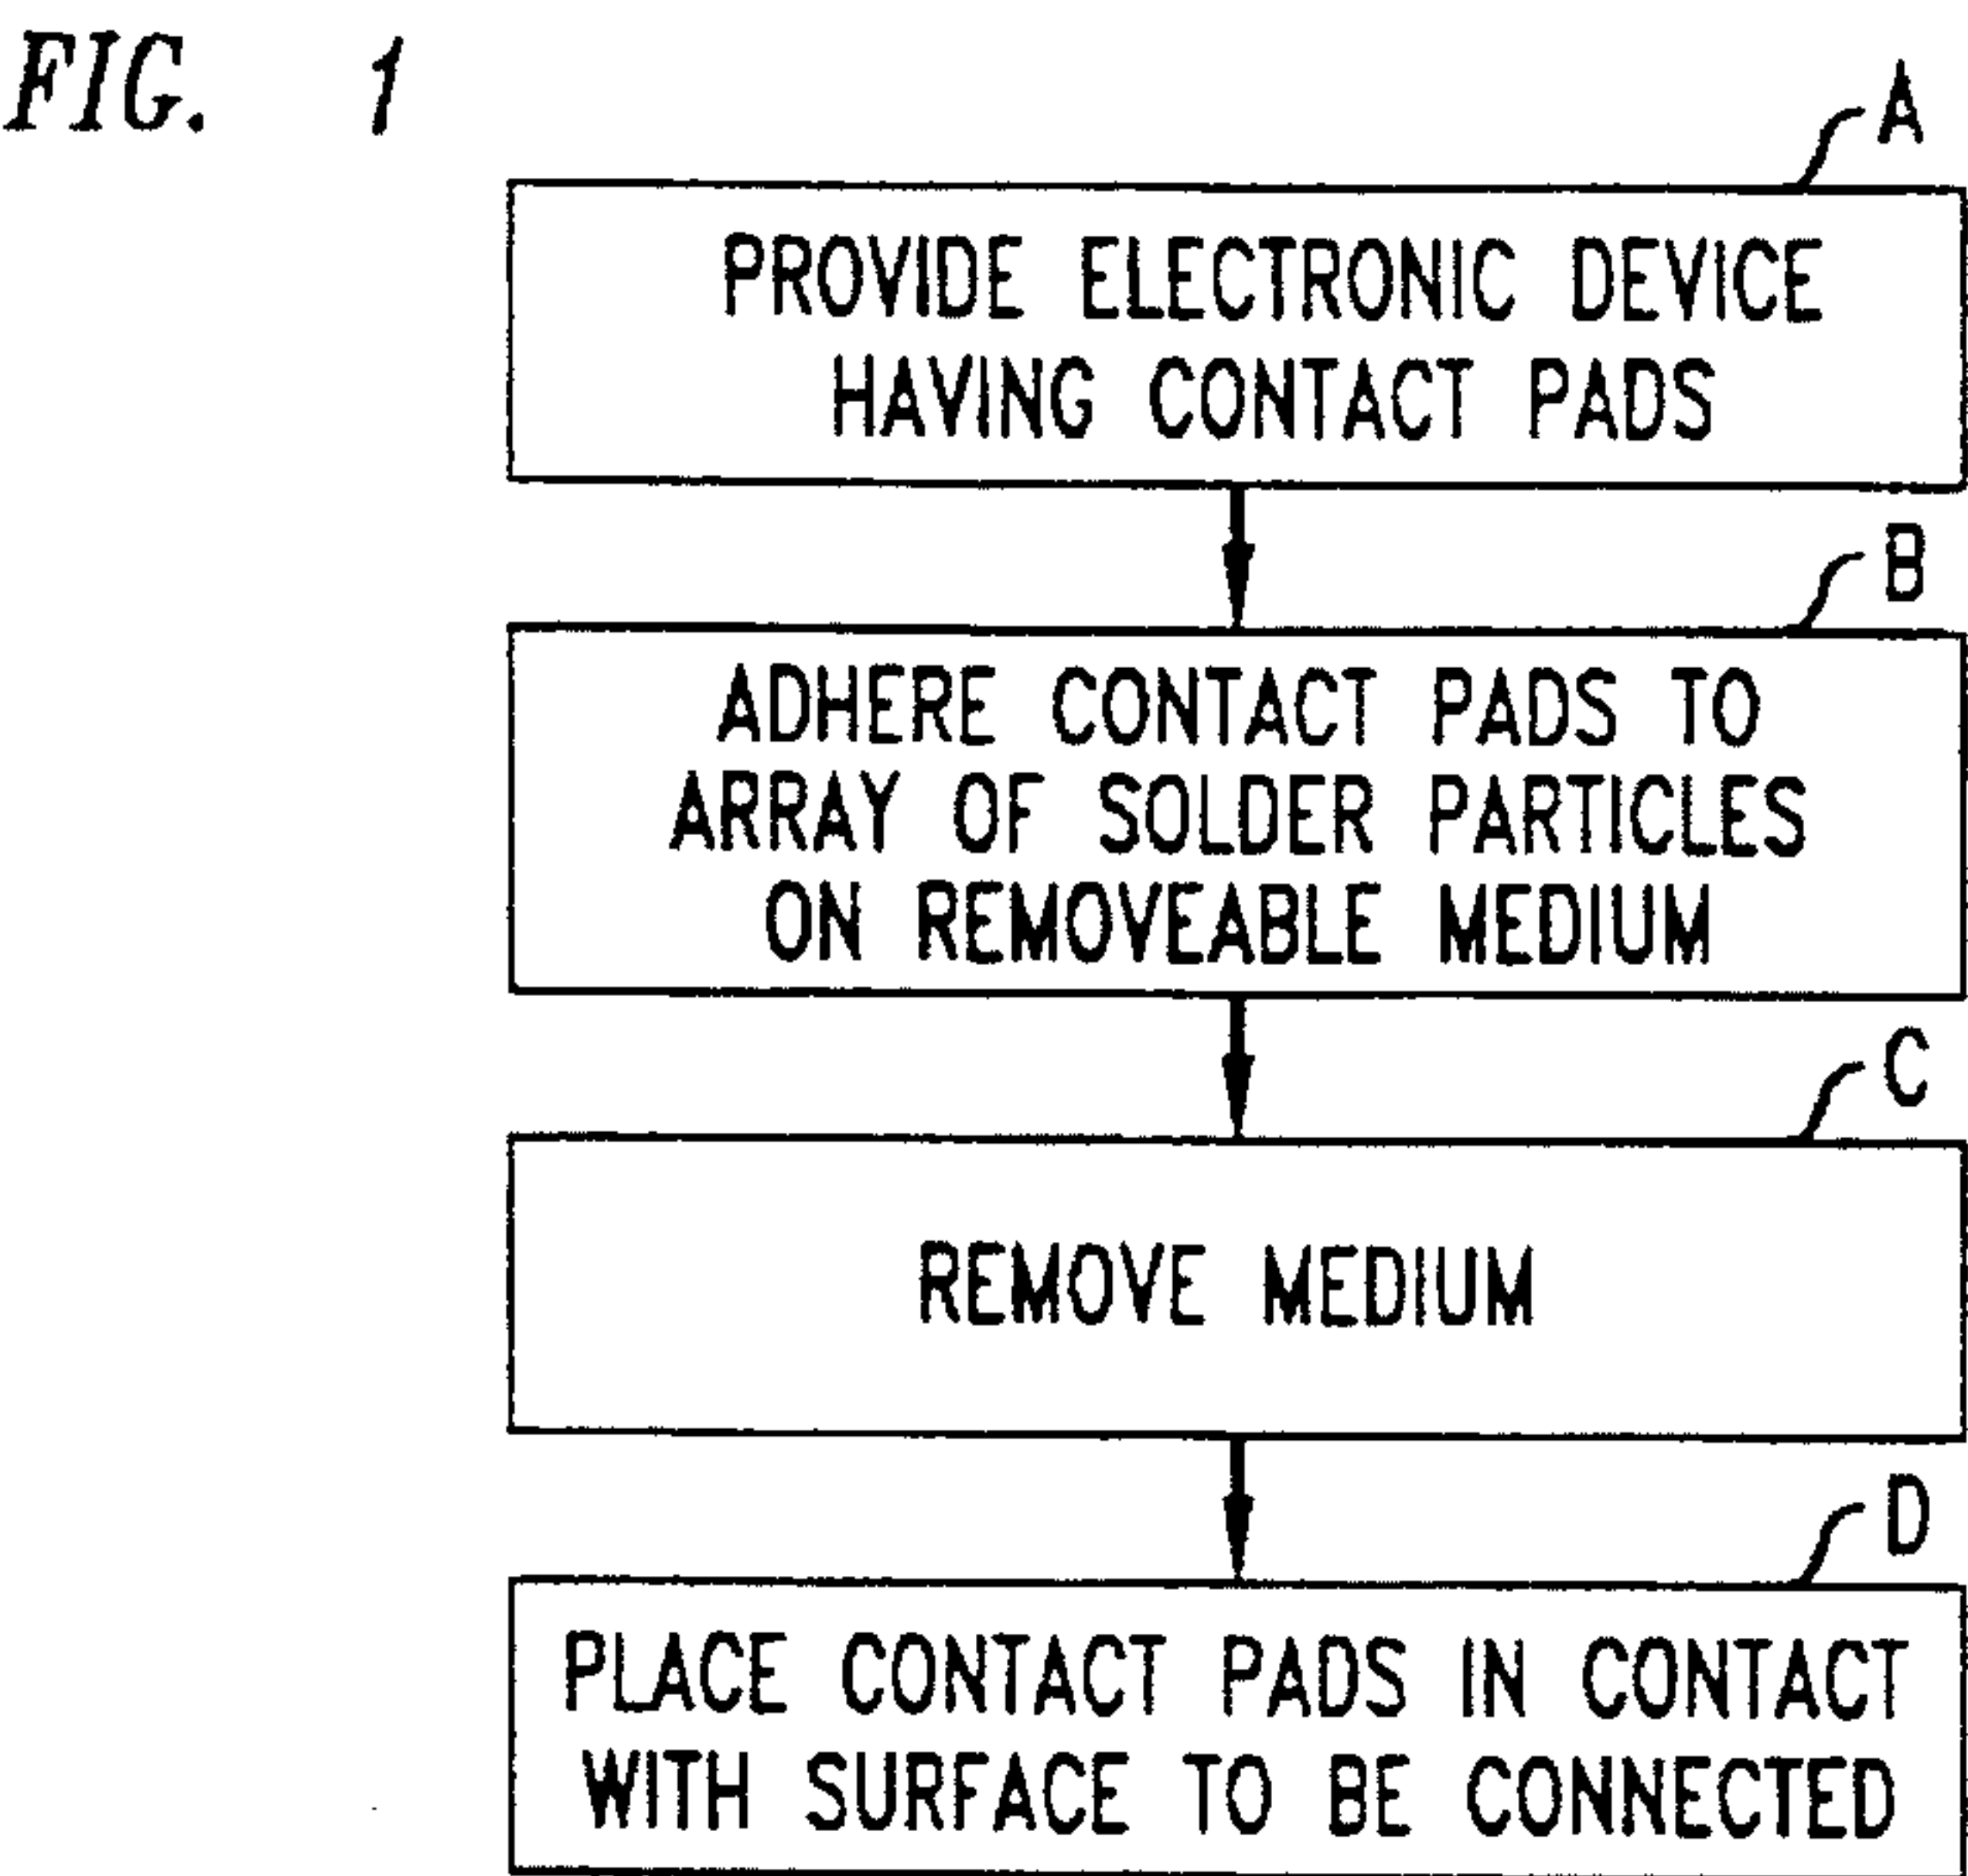 FIG. 1
A
PROVIDE ELECTRONIC DEVICE
HAVING CONTACT PADS
B
ADHERE CONTACT PADS TO
ARRAY OF SOLDER PARTICLES
ON REMOVEABLE MEDIUM
C
REMOVE MEDIUM
D
PLACE CONTACT PADS IN CONTACT
WITH SURFACE TO BE CONNECTED